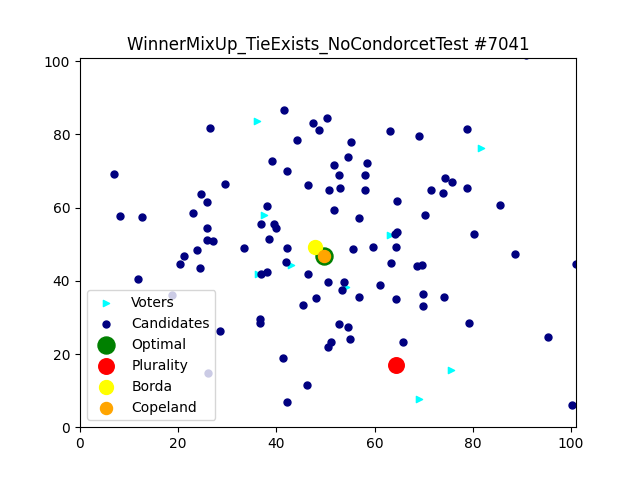 WinnerMixUp_TieExists_NoCondorcetTest #7041
100
80
60
40
20
0
Voters
Candidates
Optimal
Plurality
Borda
Copeland
0 20 40 60 80 100